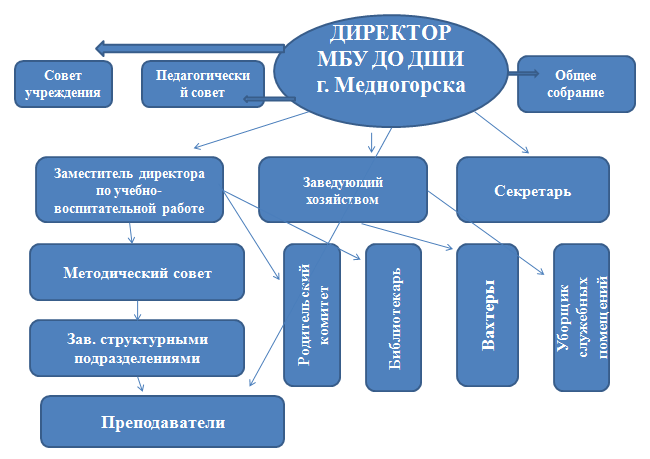 ДИРЕКТОР
МБУ ДО ДШИ
г. Медногорска
Совет
учреждения
Педагогически
й совет
Общее
собрание
Заместитель директора
по учебно-
воспитательной работе
Заведующий
хозяйством
Секретарь
Методический совет
Родительский
комитет
Библиотекарь
Вахтеры
Уборщик
служебных
помещений
Зав. структурными
подразделениями
Преподаватели